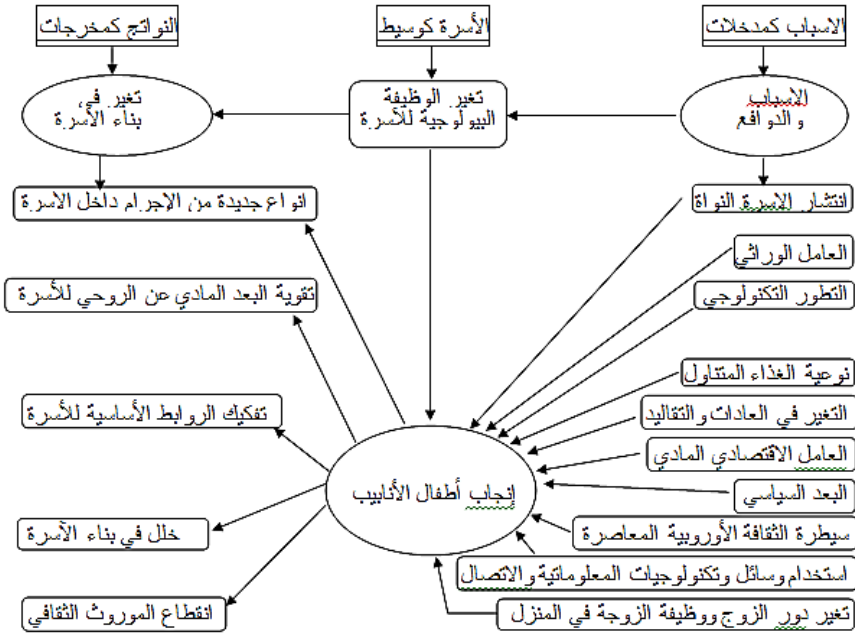 الاسباب كمدخلات
الأسرة كوسيط
النواتج كمخرجات
الاسباب
والدوافع
تغير الوظيفة
البيولوجية للأسرة
تغير في
بناء الأسرة
انتشار الاسرة النواة
العامل الوراثي
التطور التكنولوجي
نوعية الغذاء المتناول
التغير في العادات والتقاليد
العامل الاقتصادي المادي
البعد السياسي
سيطرة الثقافة الأوروبية المعاصرة
استخدام وسائل وتكنولوجيات المعلوماتية والاتصال
تغير دور الزوج ووظيفة الزوجة في المنزل
إنجاب أطفال الأنابيب
انواع جديدة من الإجرام داخل الاسرة
تقوية البعد المادي عن الروحي للأسرة
تفكيك الروابط الأساسية للأسرة
خلل في بناء الآسرة
انقطاع الموروث الثقافي